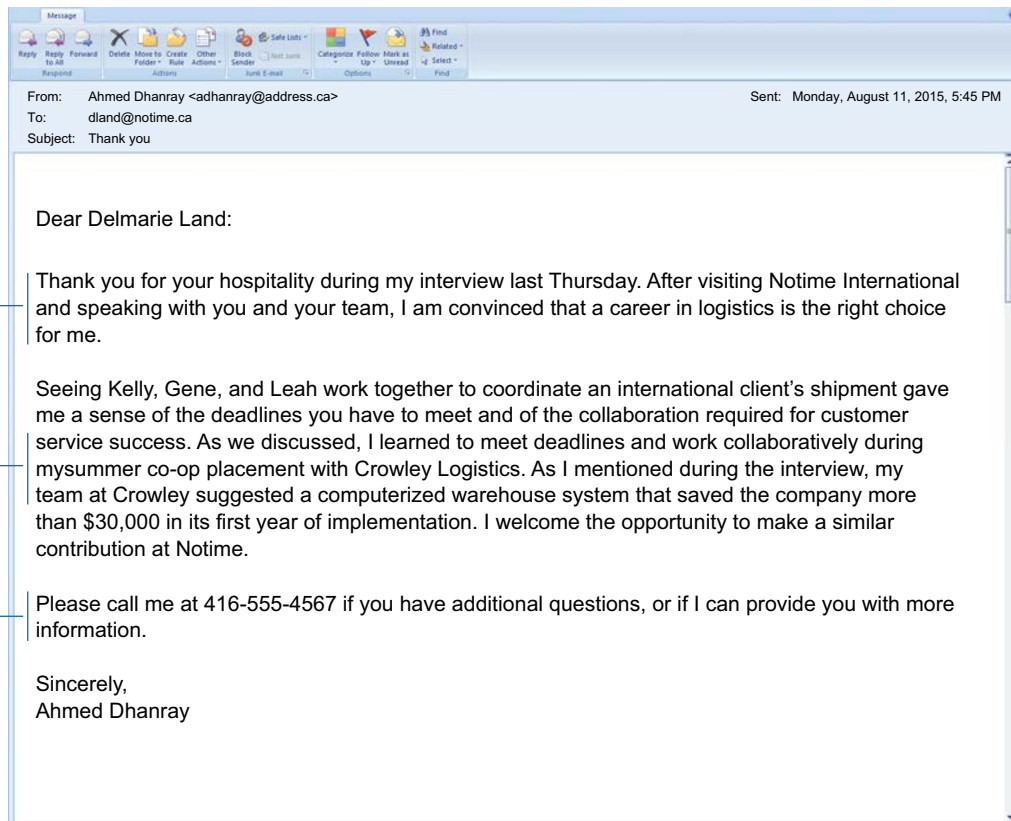 Message
Reply Reply to All Forward
Respond
Delete Move to Folder Create Rule Other Actions
Actions
Block Sender Safe Lists Not Junk
Junk E-mail
Categorize Follow Up Mark as Unread
Options
Find Related Select
Find
From: Ahmed Dhanray <adhanray@address.ca> Sent: Monday, August 11, 2015, 5:45 PM
To: dland@notime.ca
Subject: Thank you
Dear Delmarie Land:
Thank you for your hospitality during my interview last Thursday. After visiting Notime International
and speaking with you and your team, I am convinced that a career in logistics is the right choice
for me.
Seeing Kelly, Gene, and Leah work together to coordinate an international client’s shipment gave
me a sense of the deadlines you have to meet and of the collaboration required for customer
service success. As we discussed, I learned to meet deadlines and work collaboratively during
mysummer co-op placement with Crowley Logistics. As I mentioned during the interview, my
team at Crowley suggested a computerized warehouse system that saved the company more
than $30,000 in its first year of implementation. I welcome the opportunity to make a similar
contribution at Notime.
Please call me at 416-555-4567 if you have additional questions, or if I can provide you with more
information.
Sincerely,
Ahmed Dhanray